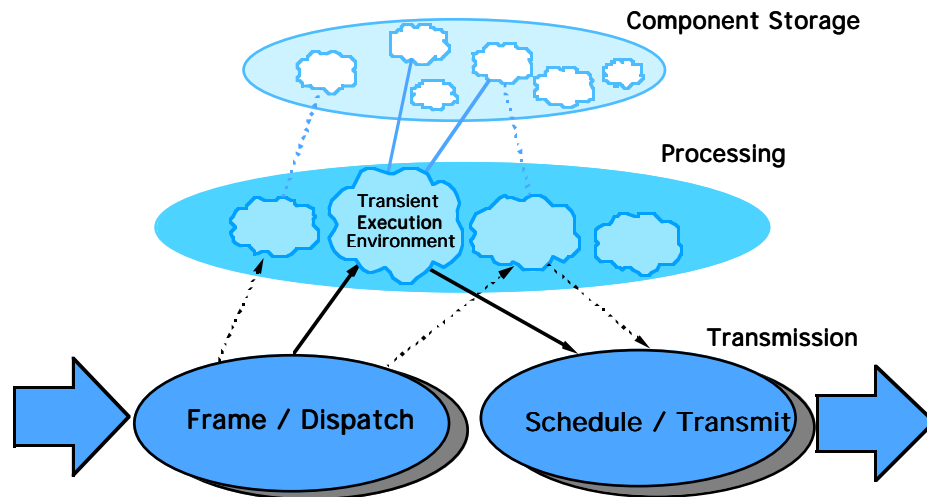 Component Storage
Processing
Transient
Execution
Environment
Transmission
Frame / Dispatch
Schedule / Transmit